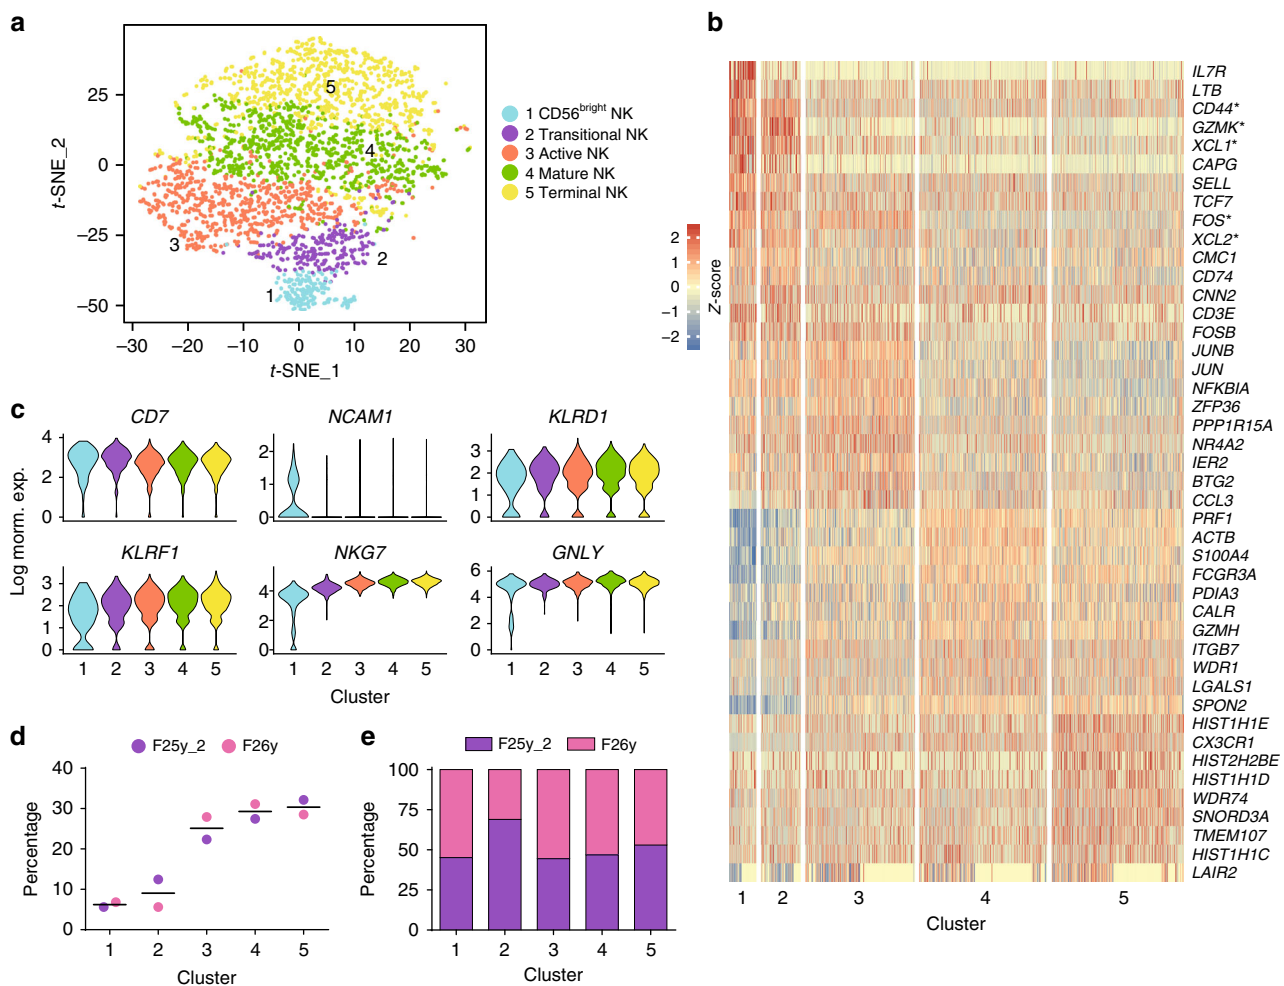 a
25
0
−25
−50
t-SNE_2
−30
−20
−10
0
10
20
30
t-SNE_1
5
4
3
2
1
1 CD56bright NK
2 Transitional NK
3 Active NK
4 Mature NK
5 Terminal NK
b
2
1
0
−1
−2
Z-score
IL7R
LTB
CD44*
GZMK*
XCL1*
CAPG
SELL
TCF7
FOS*
XCL2*
CMC1
CD74
CNN2
CD3E
FOSB
JUNB
JUN
NFKBIA
ZFP36
PPP1R15A
NR4A2
IER2
BTG2
CCL3
PRF1
ACTB
S100A4
FCGR3A
PDIA3
CALR
GZMH
ITGB7
WDR1
LGALS1
SPON2
HIST1H1E
CX3CR1
HIST2H2BE
HIST1H1D
WDR74
SNORD3A
TMEM107
HIST1H1C
LAIR2
1 2 3 4 5
Cluster
c
CD7
NCAM1
KLRD1
4
2
0
2
1
0
3
2
1
0
Log morm. exp.
KLRF1
NKG7
GNLY
3
2
1
0
4
2
0
6
4
2
0
1 2 3 4 5
1 2 3 4 5
1 2 3 4 5
Cluster
d
F25y_2
F26y
40
30
20
10
0
Percentage
1 2 3 4 5
Cluster
e
F25y_2
F26y
100
75
50
25
0
Percentage
1 2 3 4 5
Cluster